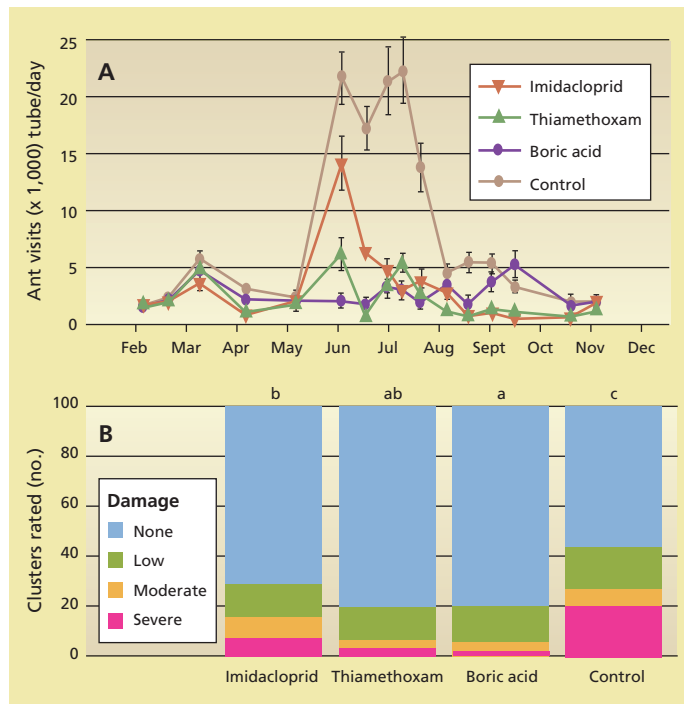 A
Ant visits (x 1,000) tube/day
25
20
15
10
5
0
Imidacloprid
Thiamethoxam
Boric acid
Control
Feb Mar Apr May Jun Jul Aug Sept Oct Nov Dec
B
Clusters rated (no.)
100
80
60
40
20
0
b ab a c
Damage
None
Low
Moderate
Severe
Imidacloprid Thiamethoxam Boric acid Control